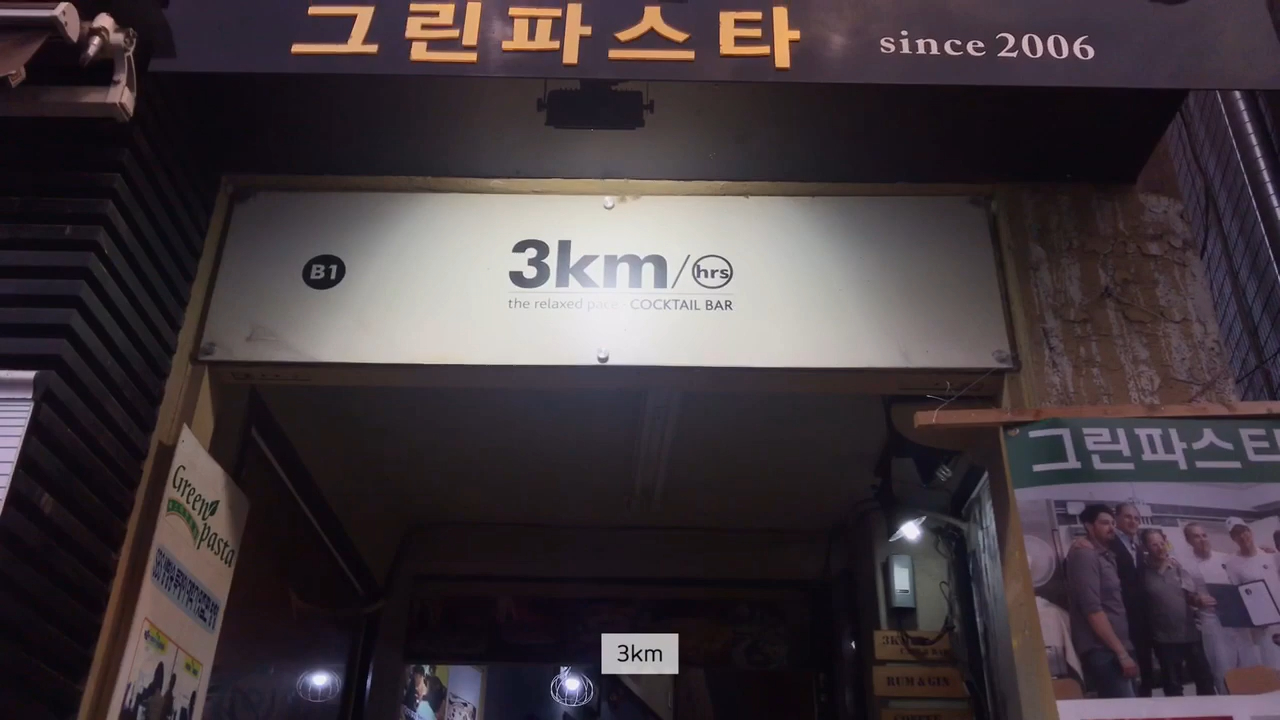 그린파스타 since 2006
B1
3km/hrs
the relaxed pace - COCKTAIL BAR
그린파스타
Green
pasta
3K
RUM & GIN
3km